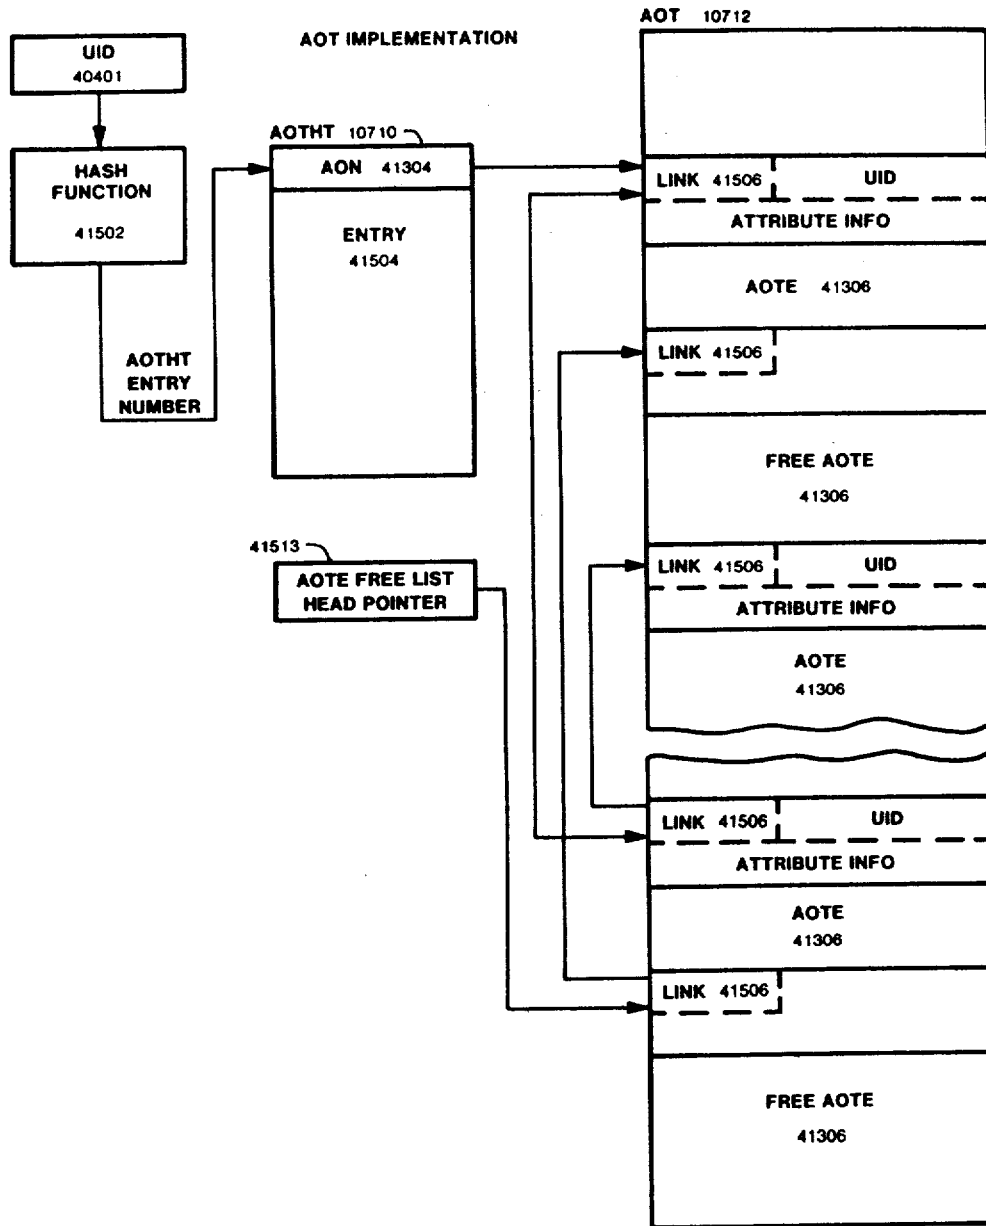 AOT 10712
AOT IMPLEMENTATION
UID
40401
HASH
FUNCTION
41502
AOTHT
ENTRY
NUMBER
AOTHT 10710
AON 41304
ENTRY
41504
41513
AOTE FREE LIST
HEAD POINTER
LINK 41506 UID
ATTRIBUTE INFO
AOTE 41306
LINK 41506
FREE AOTE
41306
LINK 41506 UID
ATTRIBUTE INFO
AOTE
41306
LINK 41506 UID
ATTRIBUTE INFO
AOTE
41306
LINK 41506
FREE AOTE
41306